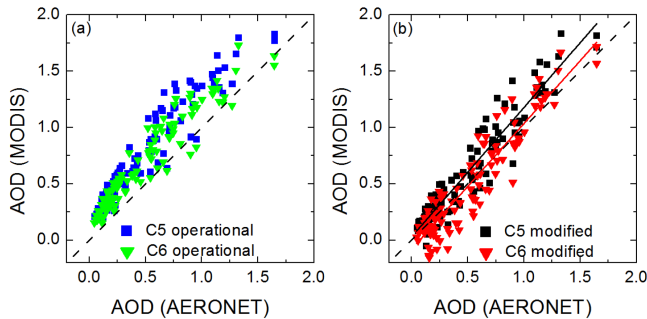 (a)
2.0
1.5
1.0
0.5
0.0
AOD (MODIS)
C5 operational
C6 operational
0.0 0.5 1.0 1.5 2.0
AOD (AERONET)
(b)
2.0
1.5
1.0
0.5
0.0
AOD (MODIS)
C5 modified
C6 modified
0.0 0.5 1.0 1.5 2.0
AOD (AERONET)